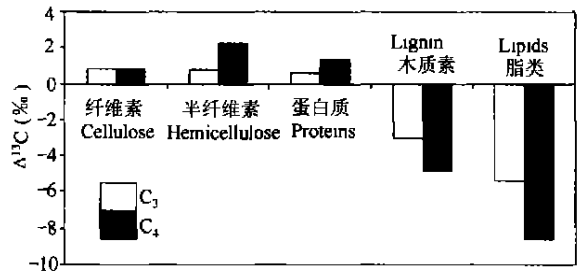 Δ¹³C (‰)
4
2
0
−2
−4
−6
−8
−10
纤维素
Cellulose
半纤维素
Hemicellulose
蛋白质
Proteins
Lignin
木质素
Lipids
脂类
C₃
C₄